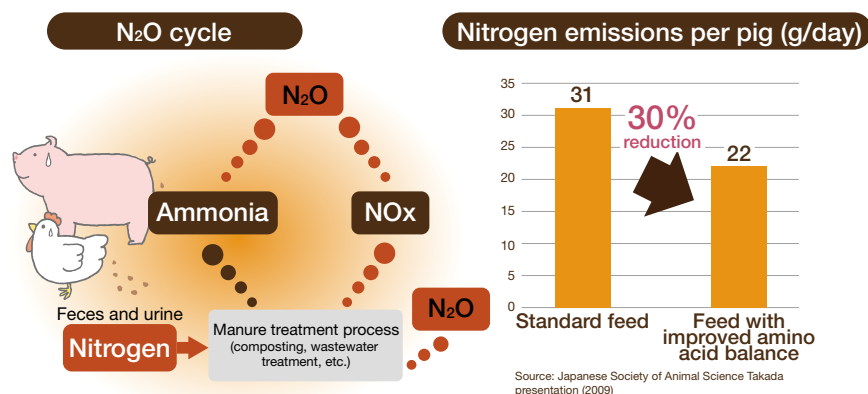 N₂O cycle
N₂O
Ammonia
NOx
Feces and urine
Nitrogen
Manure treatment process
(composting, wastewater
treatment, etc.)
N₂O
Nitrogen emissions per pig (g/day)
35
30
25
20
15
10
5
0
31
30%
reduction
22
Standard feed
Feed with
improved amino
acid balance
Source: Japanese Society of Animal Science Takada
presentation (2009)